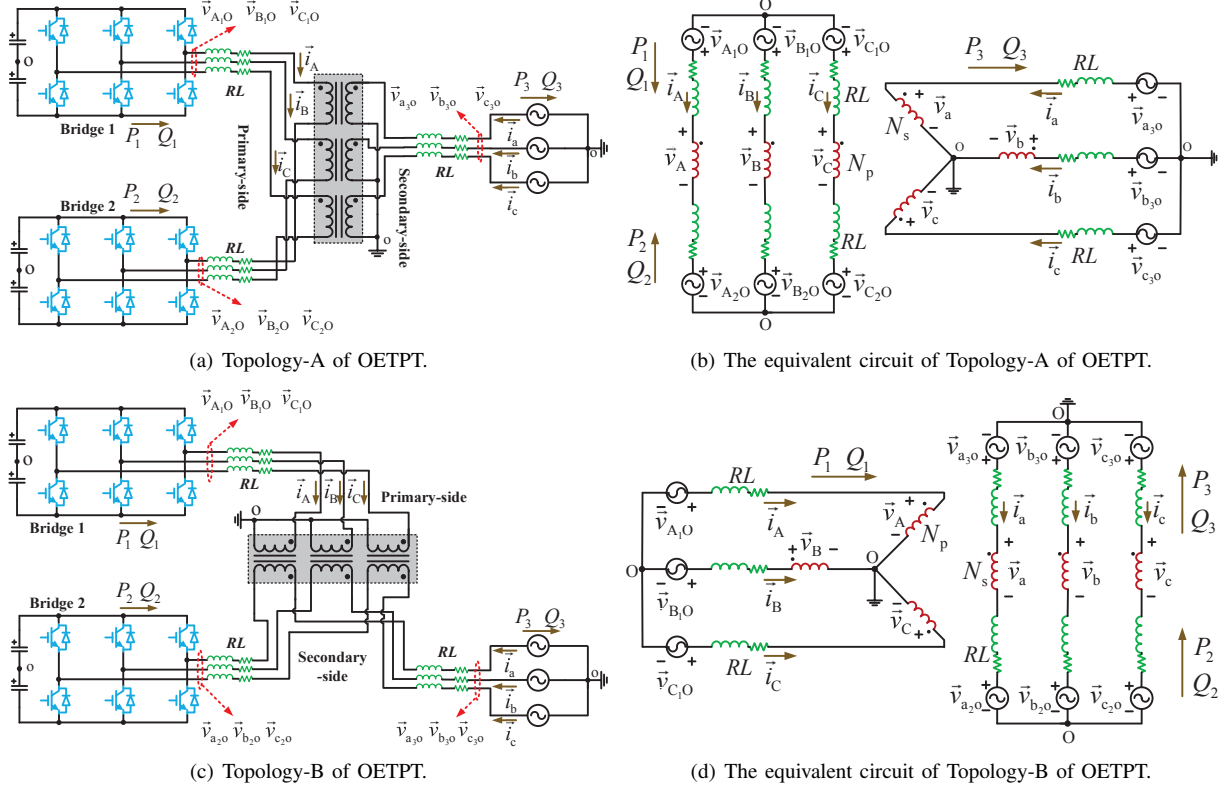 v⃗A₁O v⃗B₁O v⃗C₁O
O
i⃗A
i⃗B
i⃗C
RL
Bridge 1
P₁ Q₁
Primary-side
Secondary-side
v⃗a₃o v⃗b₃o v⃗c₃o
P₃ Q₃
i⃗a
i⃗b
i⃗c
o
RL
o
P₂ Q₂
Bridge 2
RL
O
v⃗A₂O v⃗B₂O v⃗C₂O
(a) Topology-A of OETPT.
O
P₁
Q₁
v⃗A₁O v⃗B₁O v⃗C₁O
i⃗A i⃗B i⃗C RL
v⃗A v⃗B v⃗C Np
P₂
Q₂
RL
v⃗A₂O v⃗B₂O v⃗C₂O
O
P₃ Q₃
RL
i⃗a
v⃗a₃o
Ns
v⃗a
v⃗b
o
i⃗b
v⃗b₃o
o
v⃗c
i⃗c
RL
v⃗c₃o
(b) The equivalent circuit of Topology-A of OETPT.
v⃗A₁O v⃗B₁O v⃗C₁O
O
RL
i⃗A i⃗B i⃗C
Primary-side
Bridge 1
P₁ Q₁
O
Bridge 2
P₂ Q₂
RL
O
Secondary
-side
RL
P₃ Q₃
i⃗a
i⃗b
i⃗c
o
v⃗a₂o v⃗b₂o v⃗c₂o
v⃗a₃o v⃗b₃o v⃗c₃o
(c) Topology-B of OETPT.
P₁ Q₁
RL
v⃗A₁O
i⃗A
v⃗A
Np
v⃗B
O
v⃗B₁O
i⃗B
O
v⃗C
v⃗C₁O
RL
i⃗C
O
v⃗a₃o v⃗b₃o v⃗c₃o
P₃
Q₃
i⃗a i⃗b i⃗c
Ns v⃗a v⃗b v⃗c
RL
P₂
Q₂
v⃗a₂o v⃗b₂o v⃗c₂o
O
(d) The equivalent circuit of Topology-B of OETPT.